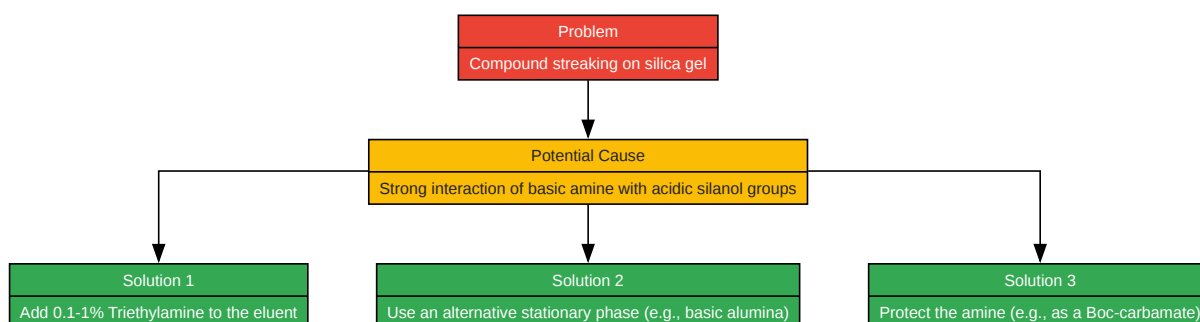 Problem
Compound streaking on silica gel
Potential Cause
Strong interaction of basic amine with acidic silanol groups
Solution 1
Add 0.1-1% Triethylamine to the eluent
Solution 2
Use an alternative stationary phase (e.g., basic alumina)
Solution 3
Protect the amine (e.g., as a Boc-carbamate)